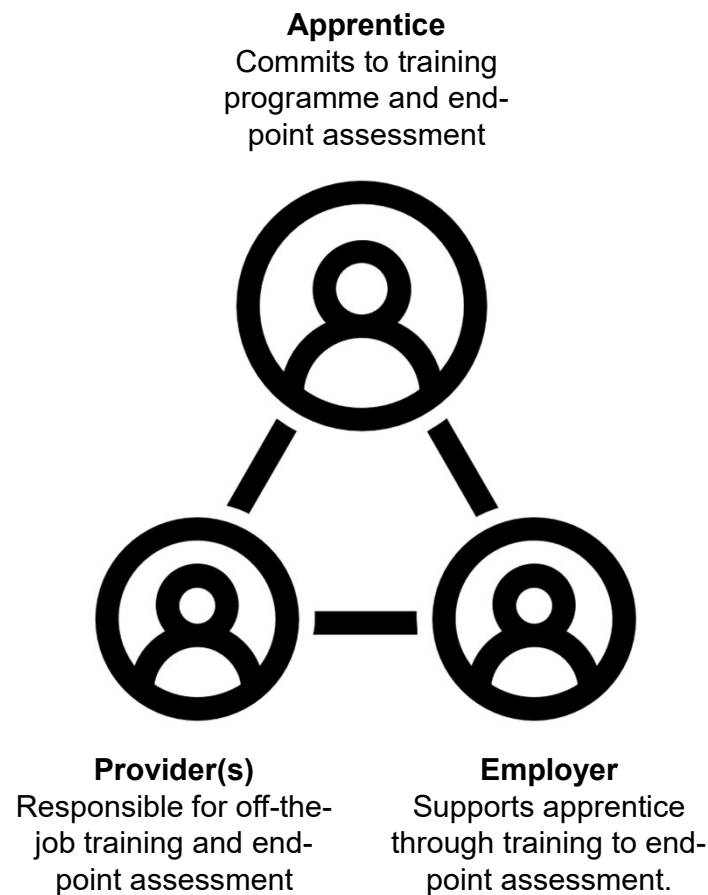 Apprentice
Commits to training
programme and end-
point assessment
Provider(s)
Responsible for off-the-
job training and end-
point assessment
Employer
Supports apprentice
through training to end-
point assessment.